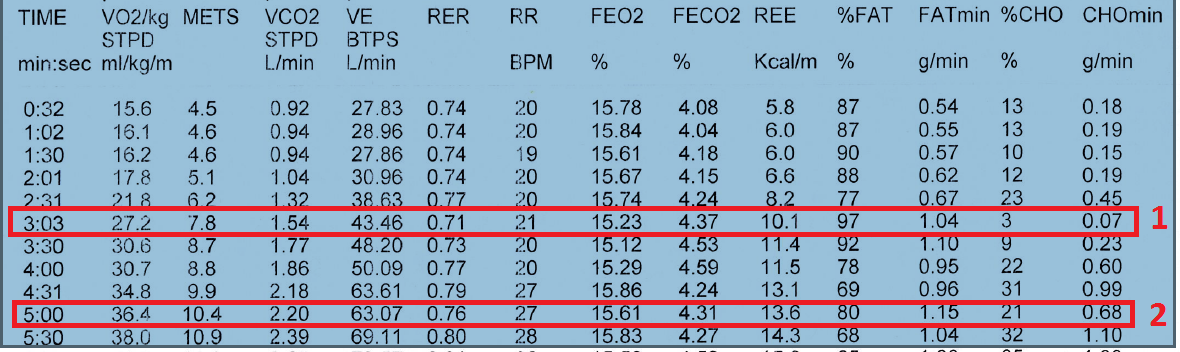 TIME VO2/kg METS VCO2 VE RER RR FEO2 FECO2 REE %FAT FATmin %CHO CHOmin
STPD STPD BTPS
min:sec ml/kg/m L/min L/min BPM % % Kcal/m % g/min % g/min
0:32 15.6 4.5 0.92 27.83 0.74 20 15.78 4.08 5.8 87 0.54 13 0.18
1:02 16.1 4.6 0.94 28.96 0.74 20 15.84 4.04 6.0 87 0.55 13 0.19
1:30 16.2 4.6 0.94 27.86 0.74 19 15.61 4.18 6.0 90 0.57 10 0.15
2:01 17.8 5.1 1.04 30.96 0.74 20 15.67 4.15 6.6 88 0.62 12 0.19
2:31 21.8 6.2 1.32 38.63 0.77 20 15.74 4.24 8.2 77 0.67 23 0.45
3:03 27.2 7.8 1.54 43.46 0.71 21 15.23 4.37 10.1 97 1.04 3 0.07 1
3:30 30.6 8.7 1.77 48.20 0.73 20 15.12 4.53 11.4 92 1.10 9 0.23
4:00 30.7 8.8 1.86 50.09 0.77 20 15.29 4.59 11.5 78 0.95 22 0.60
4:31 34.8 9.9 2.18 63.61 0.79 27 15.86 4.24 13.1 69 0.96 31 0.99
5:00 36.4 10.4 2.20 63.07 0.76 27 15.61 4.31 13.6 80 1.15 21 0.68 2
5:30 38.0 10.9 2.39 69.11 0.80 28 15.83 4.27 14.3 68 1.04 32 1.10